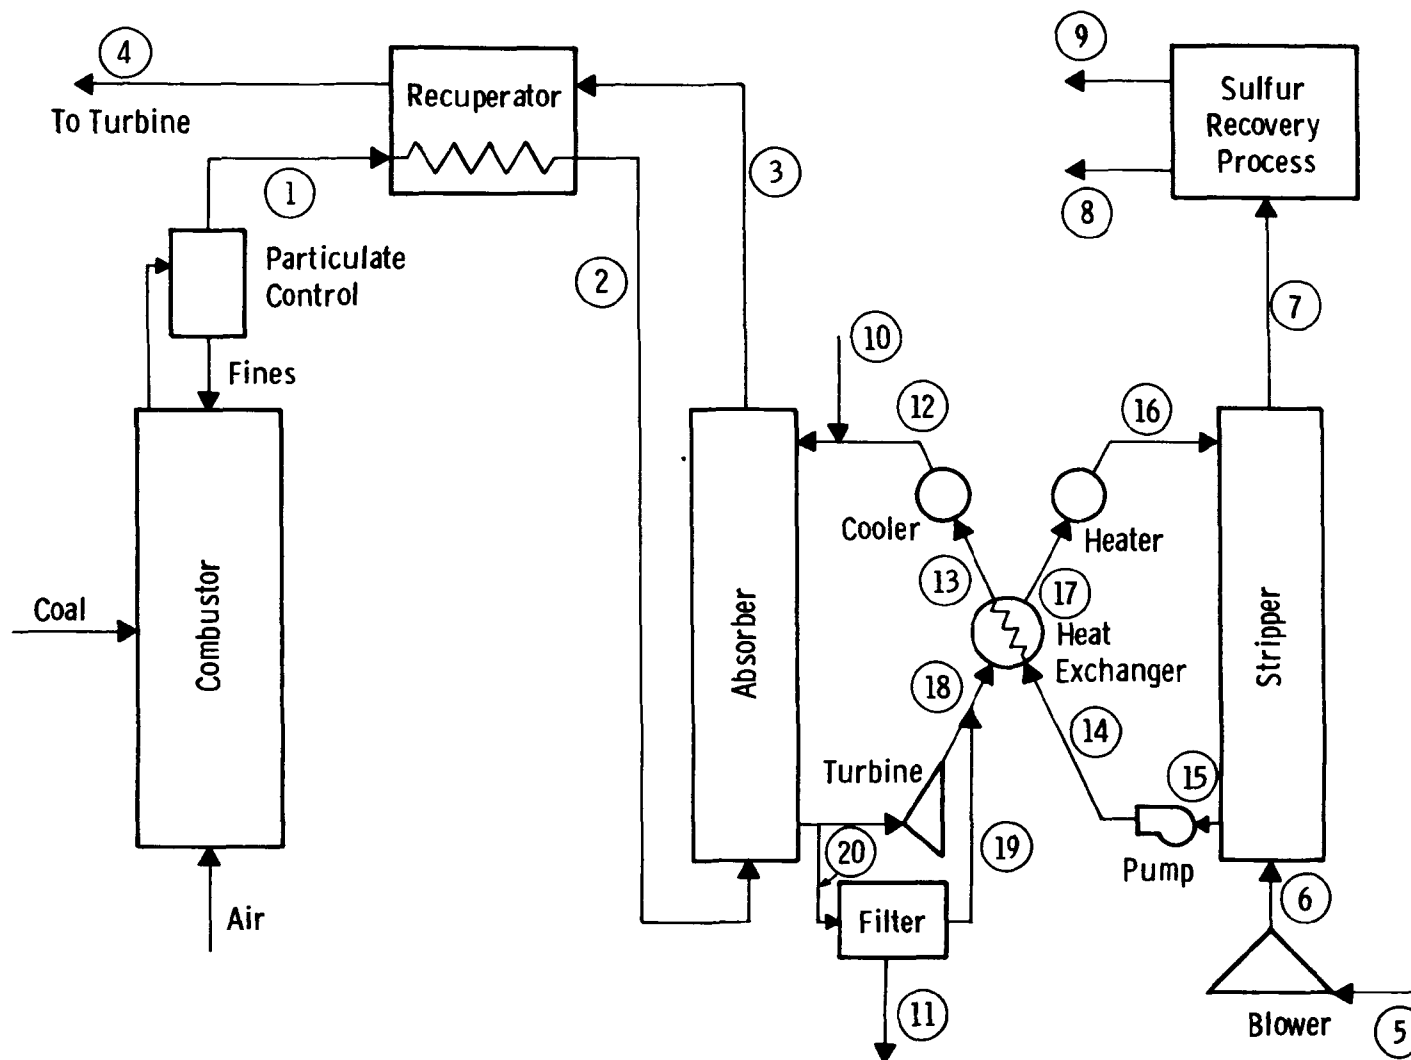 4
To Turbine
Recuperator
1
Particulate
Control
Fines
Coal
Combustor
Air
2
3
9
Sulfur
Recovery
Process
8
7
10
12
16
Cooler
Heater
13
17
Heat
Exchanger
Absorber
Stripper
18
14
Turbine
15
20
19
Pump
Filter
6
11
Blower
5